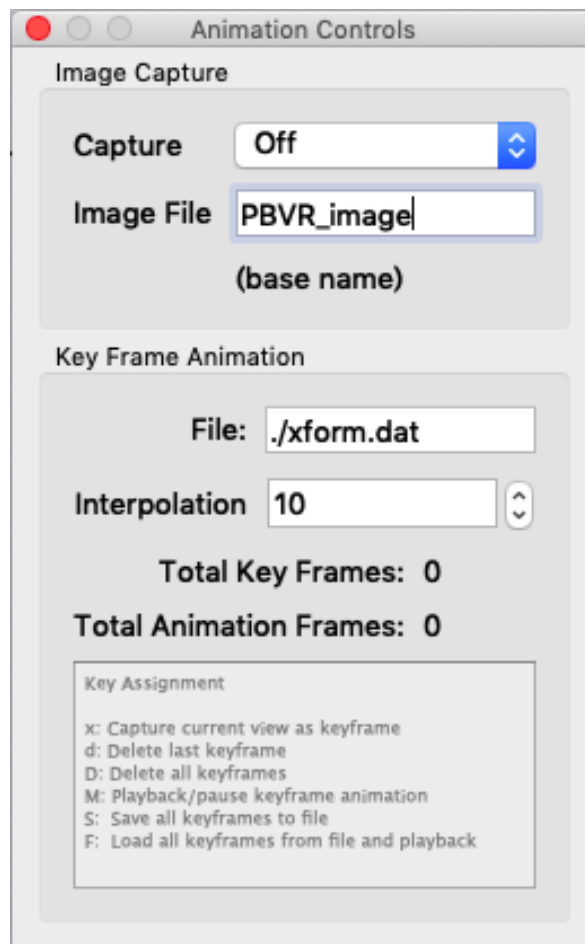 Animation Controls
Image Capture
Capture Off
Image File PBVR_image
(base name)
Key Frame Animation
File: ./xform.dat
Interpolation 10
Total Key Frames: 0
Total Animation Frames: 0
Key Assignment
x: Capture current view as keyframe
d: Delete last keyframe
D: Delete all keyframes
M: Playback/pause keyframe animation
S: Save all keyframes to file
F: Load all keyframes from file and playback